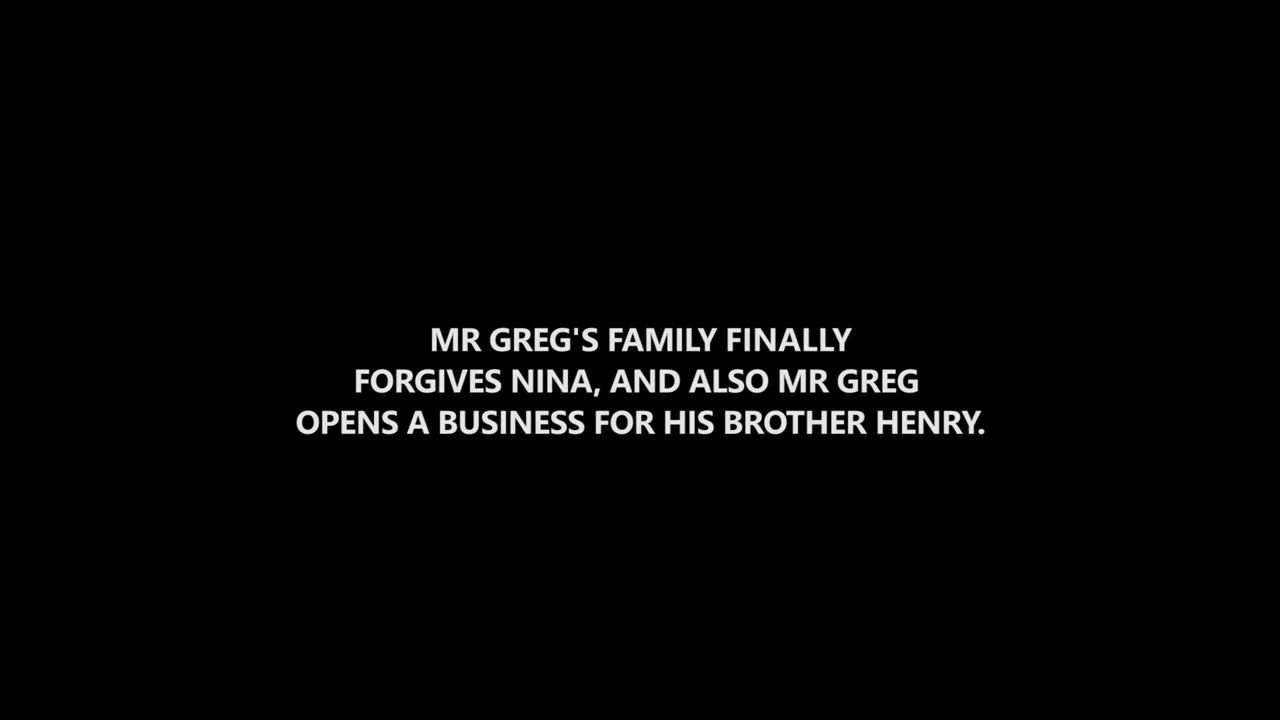 MR GREG'S FAMILY FINALLY
FORGIVES NINA, AND ALSO MR GREG
OPENS A BUSINESS FOR HIS BROTHER HENRY.